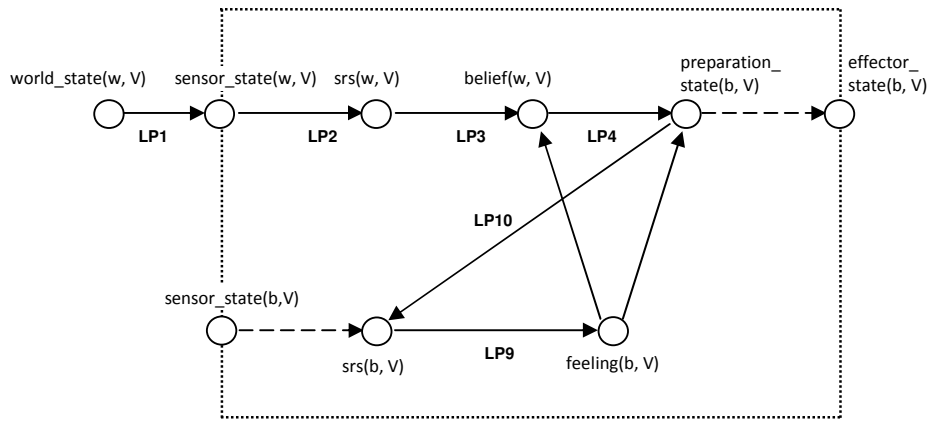 world_state(w, V)
sensor_state(w, V)
srs(w, V)
belief(w, V)
preparation_
state(b, V)
effector_
state(b, V)
LP1
LP2
LP3
LP4
LP10
sensor_state(b,V)
LP9
srs(b, V)
feeling(b, V)